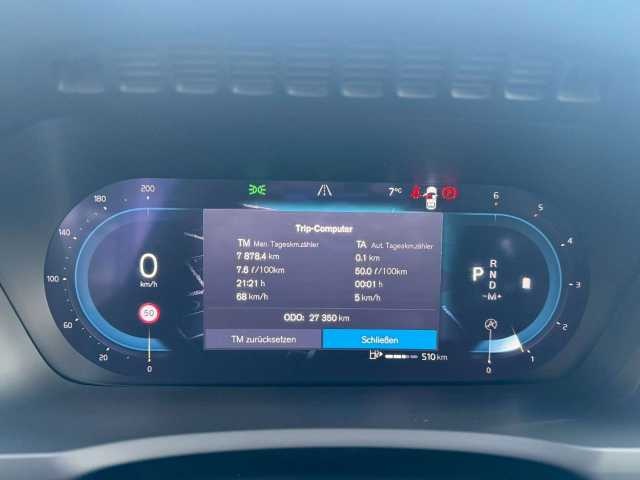 200
180
140
100
60
20
0
7°C
6
5
4
3
1
0
0
km/h
50
Trip-Computer
TM Man. Tageskm.zähler
7 878.4 km
7.6 ℓ/100km
21:21 h
68 km/h
TA Aut. Tageskm.zähler
0.1 km
50.0 ℓ/100km
00:01 h
5 km/h
ODO: 27 350 km
TM zurücksetzen
Schließen
P
R
N
D
−M+
A
510 km